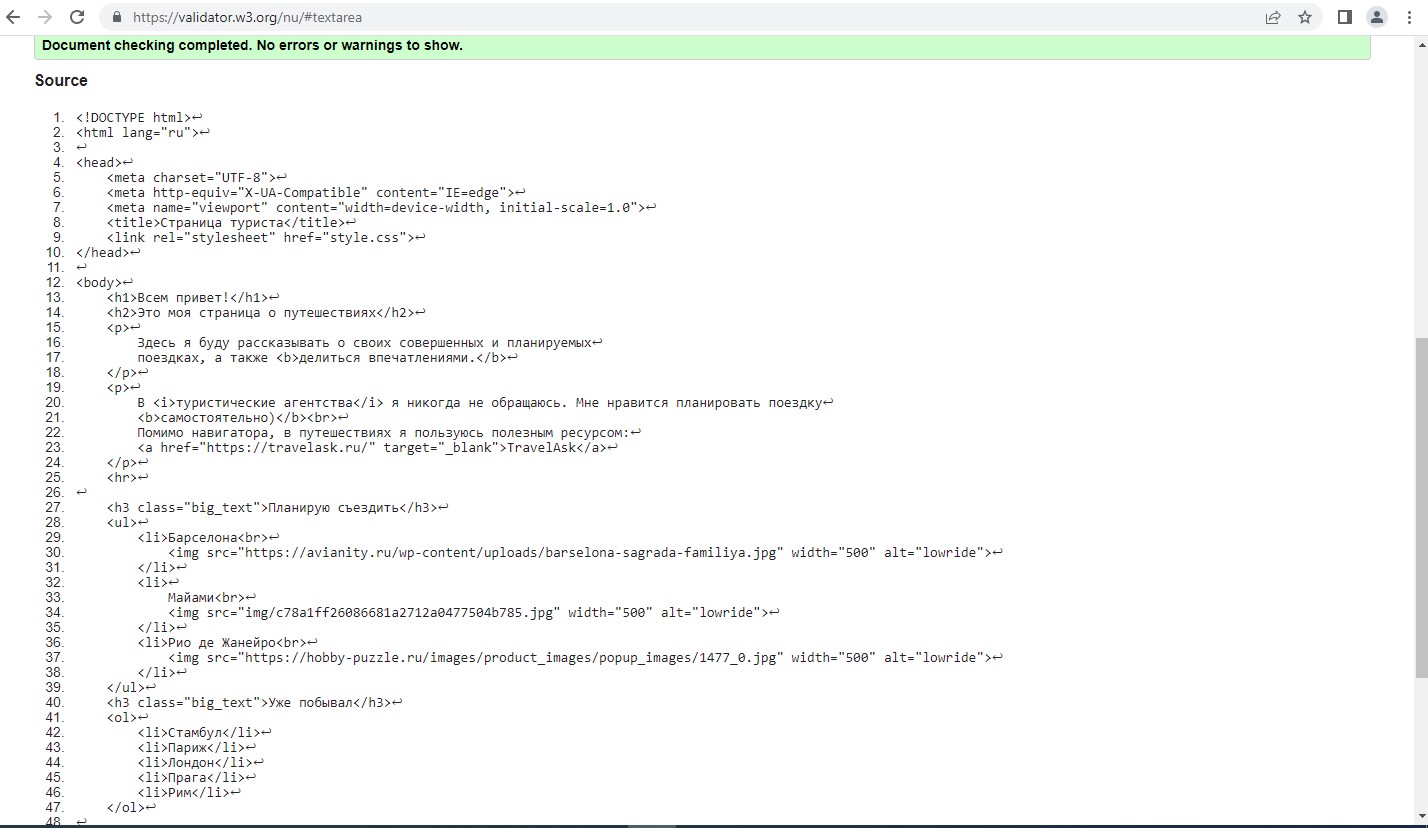 https://validator.w3.org/nu/#textarea
Document checking completed. No errors or warnings to show.
Source
1. <!DOCTYPE html>↩
2. <html lang="ru">↩
3. ↩
4. <head>↩
5.     <meta charset="UTF-8">↩
6.     <meta http-equiv="X-UA-Compatible" content="IE=edge">↩
7.     <meta name="viewport" content="width=device-width, initial-scale=1.0">↩
8.     <title>Страница туриста</title>↩
9.     <link rel="stylesheet" href="style.css">↩
10. </head>↩
11. ↩
12. <body>↩
13.     <h1>Всем привет!</h1>↩
14.     <h2>Это моя страница о путешествиях</h2>↩
15.     <p>↩
16.         Здесь я буду рассказывать о своих совершенных и планируемых↩
17.         поездках, а также <b>делиться впечатлениями.</b>↩
18.     </p>↩
19.     <p>↩
20.         В <i>туристические агентства</i> я никогда не обращаюсь. Мне нравится планировать поездку↩
21.         <b>самостоятельно)</b><br>↩
22.         Помимо навигатора, в путешествиях я пользуюсь полезным ресурсом:↩
23.         <a href="https://travelask.ru/" target="_blank">TravelAsk</a>↩
24.     </p>↩
25.     <hr>↩
26. ↩
27.     <h3 class="big_text">Планирую съездить</h3>↩
28.     <ul>↩
29.         <li>Барселона<br>↩
30.             <img src="https://avianity.ru/wp-content/uploads/barselona-sagrada-familiya.jpg" width="500" alt="lowride">↩
31.         </li>↩
32.         <li>↩
33.             Майами<br>↩
34.             <img src="img/c78a1ff26086681a2712a0477504b785.jpg" width="500" alt="lowride">↩
35.         </li>↩
36.         <li>Рио де Жанейро<br>↩
37.             <img src="https://hobby-puzzle.ru/images/product_images/popup_images/1477_0.jpg" width="500" alt="lowride">↩
38.         </li>↩
39.     </ul>↩
40.     <h3 class="big_text">Уже побывал</h3>↩
41.     <ol>↩
42.         <li>Стамбул</li>↩
43.         <li>Париж</li>↩
44.         <li>Лондон</li>↩
45.         <li>Прага</li>↩
46.         <li>Рим</li>↩
47.     </ol>↩
48. ↩